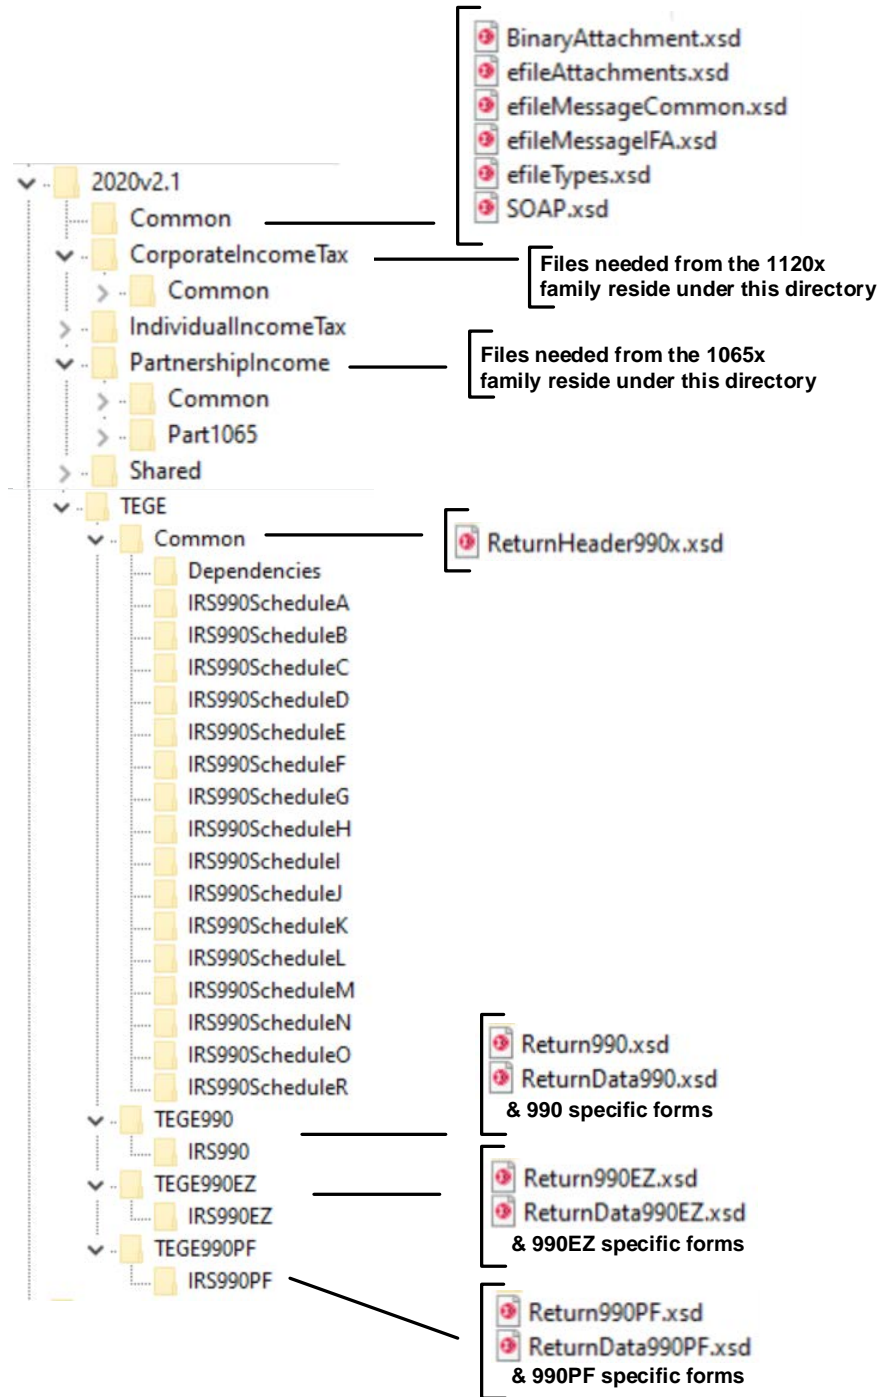 BinaryAttachment.xsd
efileAttachments.xsd
efileMessageCommon.xsd
efileMessageIFA.xsd
efileTypes.xsd
SOAP.xsd
2020v2.1
Common
CorporateIncomeTax
Files needed from the 1120x
family reside under this directory
Common
IndividualIncomeTax
PartnershipIncome
Files needed from the 1065x
family reside under this directory
Common
Part1065
Shared
TEGE
Common
ReturnHeader990x.xsd
Dependencies
IRS990ScheduleA
IRS990ScheduleB
IRS990ScheduleC
IRS990ScheduleD
IRS990ScheduleE
IRS990ScheduleF
IRS990ScheduleG
IRS990ScheduleH
IRS990ScheduleI
IRS990ScheduleJ
IRS990ScheduleK
IRS990ScheduleL
IRS990ScheduleM
IRS990ScheduleN
IRS990ScheduleO
IRS990ScheduleR
TEGE990
IRS990
Return990.xsd
ReturnData990.xsd
& 990 specific forms
TEGE990EZ
IRS990EZ
Return990EZ.xsd
ReturnData990EZ.xsd
& 990EZ specific forms
TEGE990PF
IRS990PF
Return990PF.xsd
ReturnData990PF.xsd
& 990PF specific forms